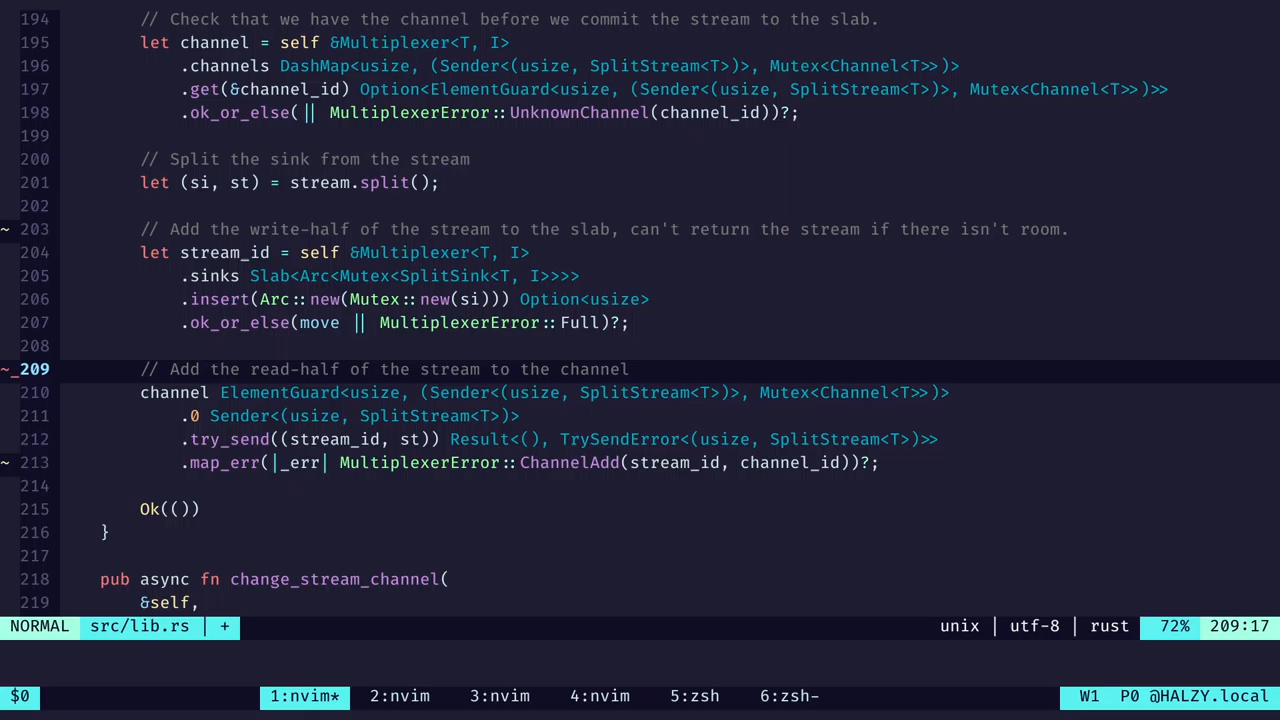 194 // Check that we have the channel before we commit the stream to the slab.
195 let channel = self &Multiplexer<T, I>
196 .channels DashMap<usize, (Sender<(usize, SplitStream<T>)>, Mutex<Channel<T>>)>
197 .get(&channel_id) Option<ElementGuard<usize, (Sender<(usize, SplitStream<T>)>, Mutex<Channel<T>>)>>
198 .ok_or_else(|| MultiplexerError::UnknownChannel(channel_id))?;
199
200 // Split the sink from the stream
201 let (si, st) = stream.split();
202
~ 203 // Add the write-half of the stream to the slab, can't return the stream if there isn't room.
204 let stream_id = self &Multiplexer<T, I>
205 .sinks Slab<Arc<Mutex<SplitSink<T, I>>>>
206 .insert(Arc::new(Mutex::new(si))) Option<usize>
207 .ok_or_else(move || MultiplexerError::Full)?;
208
~_209 // Add the read-half of the stream to the channel
210 channel ElementGuard<usize, (Sender<(usize, SplitStream<T>)>, Mutex<Channel<T>>)>
211 .0 Sender<(usize, SplitStream<T>)>
212 .try_send((stream_id, st)) Result<(), TrySendError<(usize, SplitStream<T>)>>
~ 213 .map_err(|_err| MultiplexerError::ChannelAdd(stream_id, channel_id))?;
214
215 Ok(())
216 }
217
218 pub async fn change_stream_channel(
219 &self,
NORMAL src/lib.rs | + unix | utf-8 | rust 72% 209:17
$0 1:nvim* 2:nvim 3:nvim 4:nvim 5:zsh 6:zsh- W1 P0 @HALZY.local